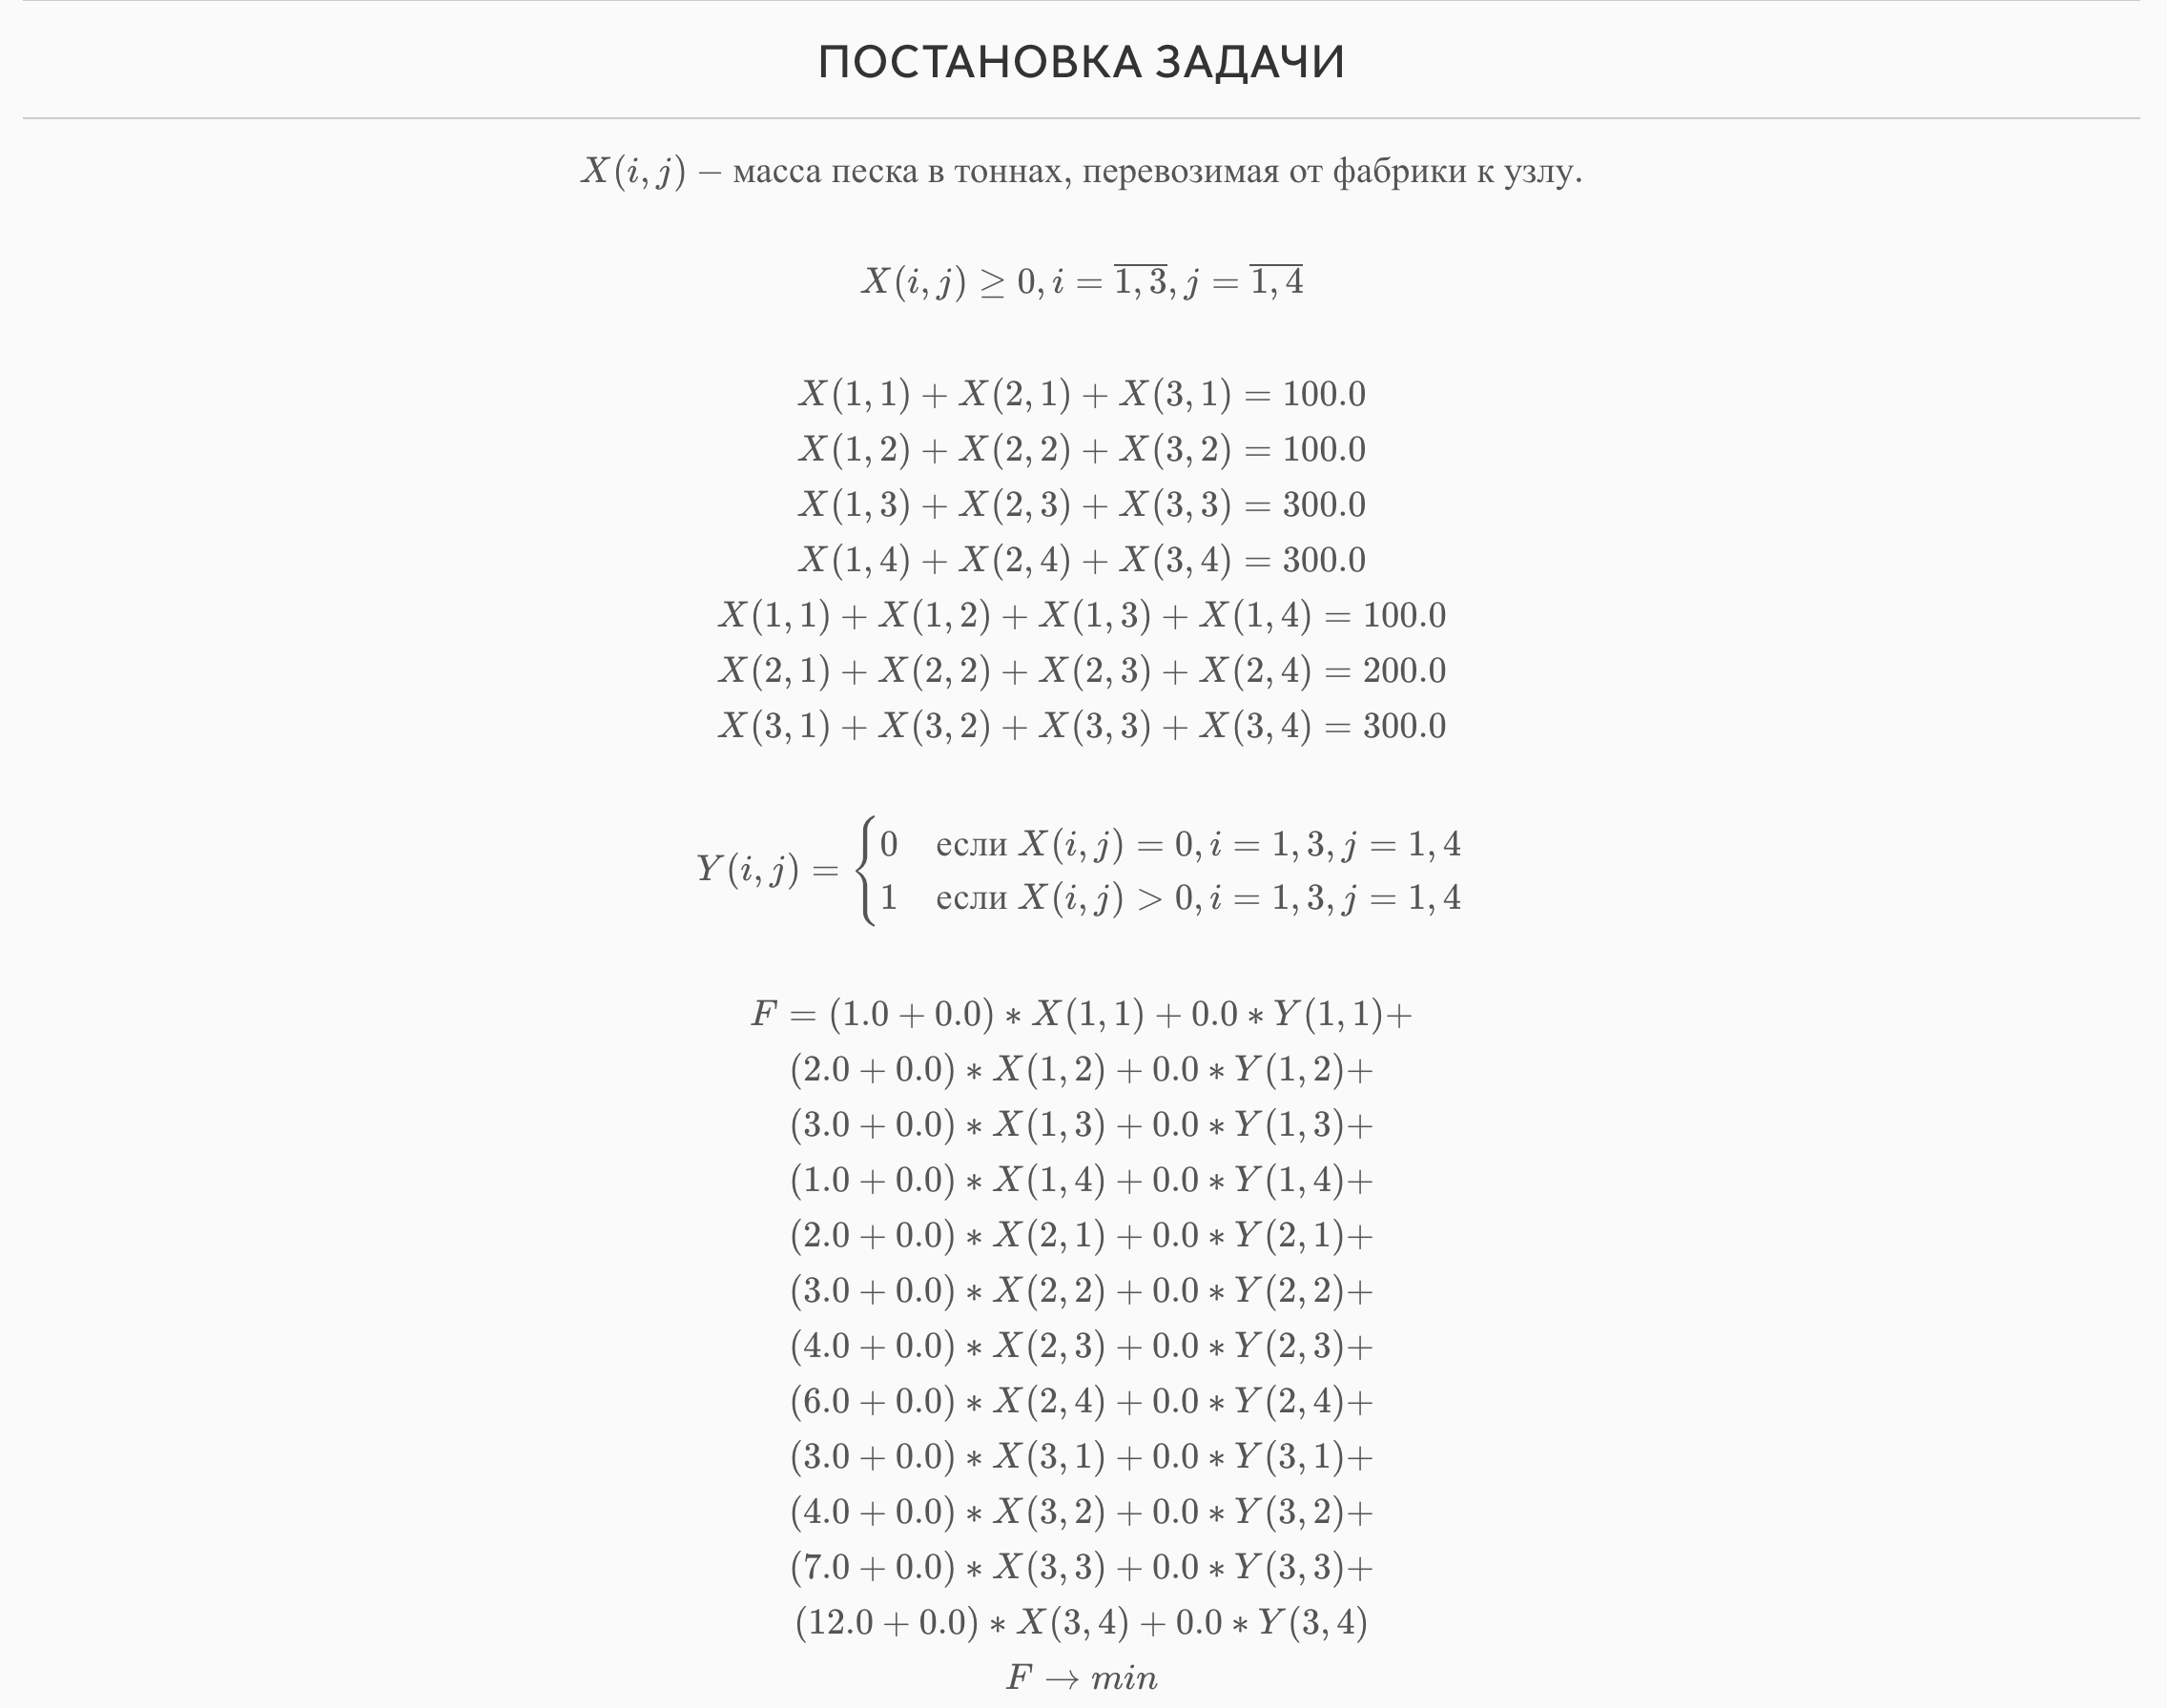 ПОСТАНОВКА ЗАДАЧИ
X(i, j) − масса песка в тоннах, перевозимая от фабрики к узлу.
X(i, j) ≥ 0, i = \overline{1, 3}, j = \overline{1, 4}
X(1, 1) + X(2, 1) + X(3, 1) = 100.0
X(1, 2) + X(2, 2) + X(3, 2) = 100.0
X(1, 3) + X(2, 3) + X(3, 3) = 300.0
X(1, 4) + X(2, 4) + X(3, 4) = 300.0
X(1, 1) + X(1, 2) + X(1, 3) + X(1, 4) = 100.0
X(2, 1) + X(2, 2) + X(2, 3) + X(2, 4) = 200.0
X(3, 1) + X(3, 2) + X(3, 3) + X(3, 4) = 300.0
Y(i, j) = { 0 если X(i, j) = 0, i = 1, 3, j = 1, 4
1 если X(i, j) > 0, i = 1, 3, j = 1, 4
F = (1.0 + 0.0) ∗ X(1, 1) + 0.0 ∗ Y(1, 1)+
(2.0 + 0.0) ∗ X(1, 2) + 0.0 ∗ Y(1, 2)+
(3.0 + 0.0) ∗ X(1, 3) + 0.0 ∗ Y(1, 3)+
(1.0 + 0.0) ∗ X(1, 4) + 0.0 ∗ Y(1, 4)+
(2.0 + 0.0) ∗ X(2, 1) + 0.0 ∗ Y(2, 1)+
(3.0 + 0.0) ∗ X(2, 2) + 0.0 ∗ Y(2, 2)+
(4.0 + 0.0) ∗ X(2, 3) + 0.0 ∗ Y(2, 3)+
(6.0 + 0.0) ∗ X(2, 4) + 0.0 ∗ Y(2, 4)+
(3.0 + 0.0) ∗ X(3, 1) + 0.0 ∗ Y(3, 1)+
(4.0 + 0.0) ∗ X(3, 2) + 0.0 ∗ Y(3, 2)+
(7.0 + 0.0) ∗ X(3, 3) + 0.0 ∗ Y(3, 3)+
(12.0 + 0.0) ∗ X(3, 4) + 0.0 ∗ Y(3, 4)
F → min